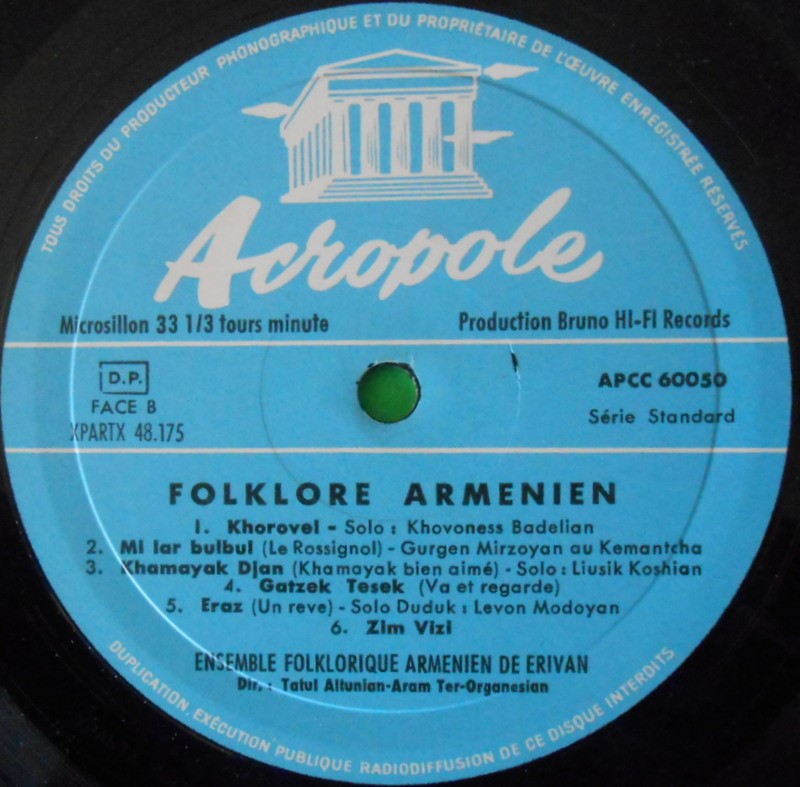 TOUS DROITS DU PRODUCTEUR PHONOGRAPHIQUE ET DU PROPRIÉTAIRE DE L'ŒUVRE ENREGISTRÉE RÉSERVÉS
Acropole
Microsillon 33 1/3 tours minute
Production Bruno HI-FI Records
D.P.
FACE B
XPARTX 48.175
APCC 60050
Série Standard
FOLKLORE ARMENIEN
1. Khorovel - Solo : Khovoness Badelian
2. Mi lar bulbul (Le Rossignol) - Gurgen Mirzoyan au Kemantcha
3. Khamayak Djan (Khamayak bien aimé) - Solo : Liusik Koshian
4. Gatzek Tesek (Va et regarde)
5. Eraz (Un reve) - Solo Duduk : Levon Modoyan
6. Zim Vizi
ENSEMBLE FOLKLORIQUE ARMENIEN DE ERIVAN
Dir. : Tatul Altunian-Aram Ter-Organesian
DUPLICATION, EXÉCUTION PUBLIQUE RADIODIFFUSION DE CE DISQUE INTERDITS